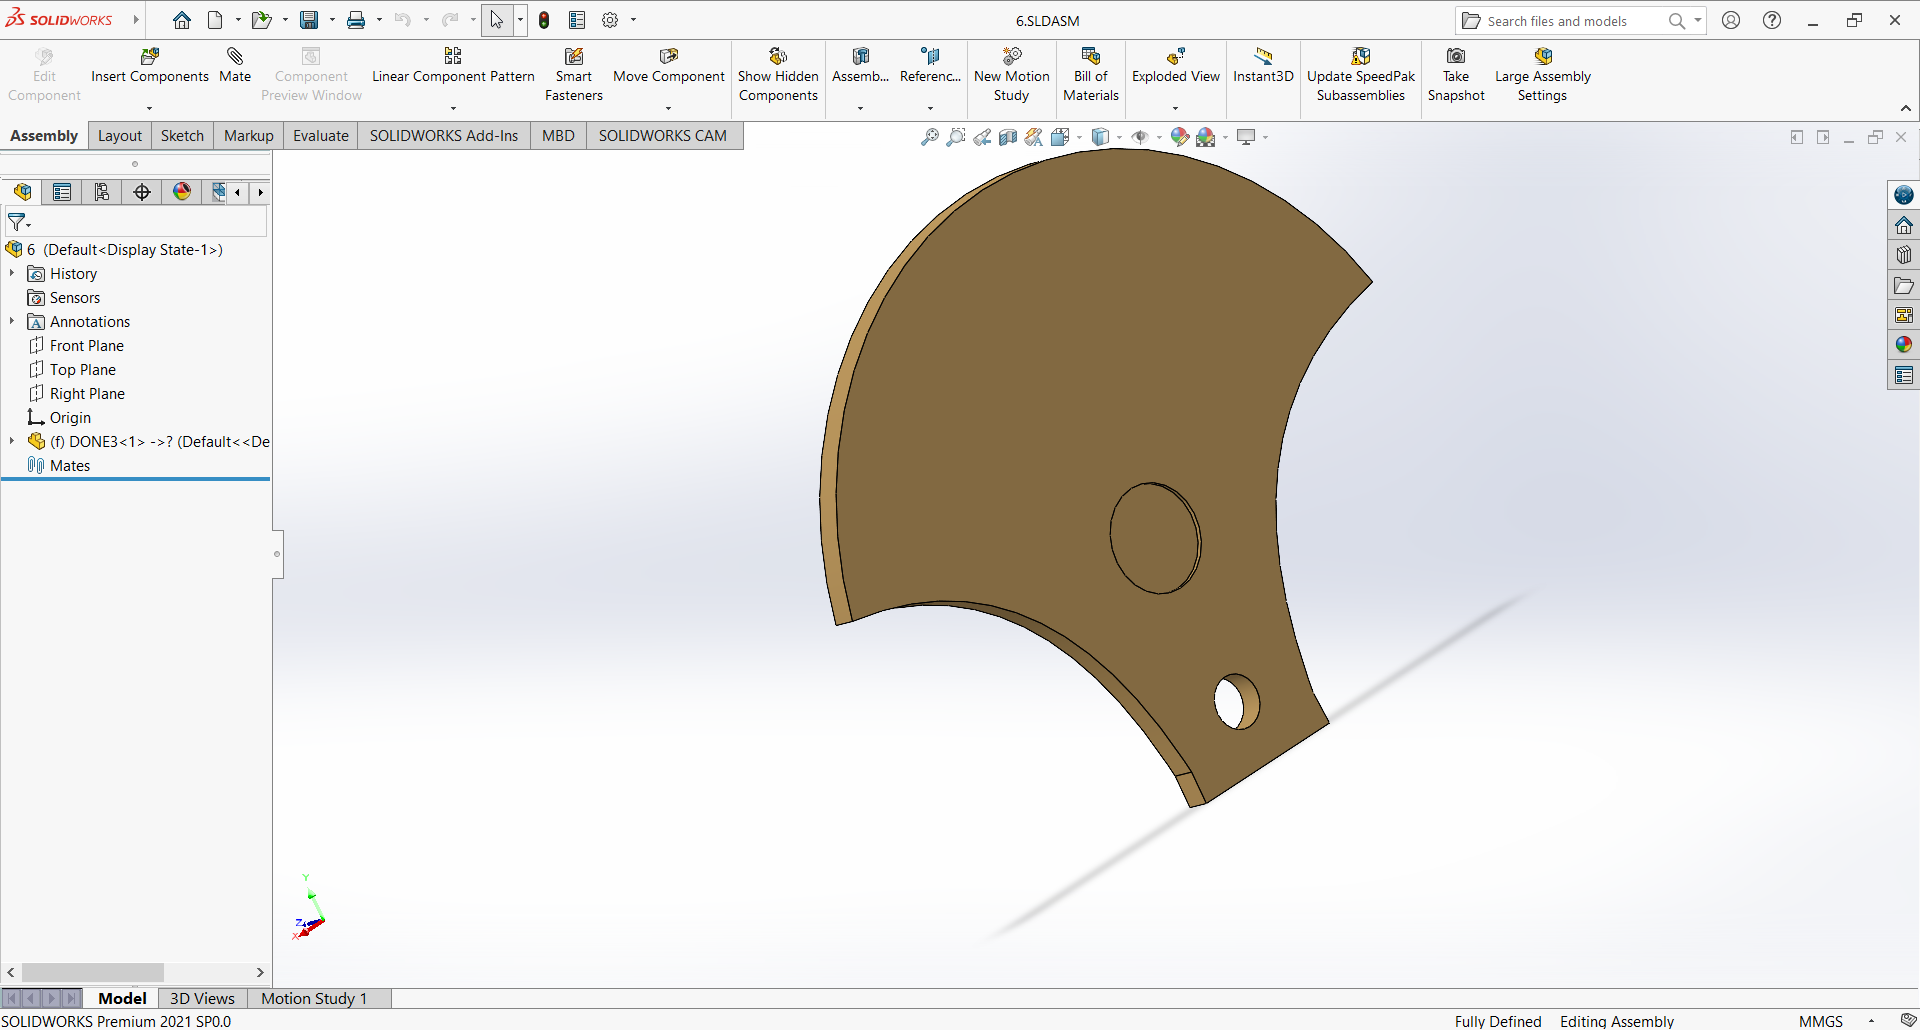 SOLIDWORKS
6.SLDASM
Search files and models
Edit Component
Insert Components
Mate
Component Preview Window
Linear Component Pattern
Smart Fasteners
Move Component
Show Hidden Components
Assemb...
Referenc...
New Motion Study
Bill of Materials
Exploded View
Instant3D
Update SpeedPak Subassemblies
Take Snapshot
Large Assembly Settings
Assembly
Layout
Sketch
Markup
Evaluate
SOLIDWORKS Add-Ins
MBD
SOLIDWORKS CAM
6 (Default<Display State-1>)
History
Sensors
Annotations
Front Plane
Top Plane
Right Plane
Origin
(f) DONE3<1> ->? (Default<<De
Mates
Y
Z
X
Model
3D Views
Motion Study 1
SOLIDWORKS Premium 2021 SP0.0
Fully Defined
Editing Assembly
MMGS